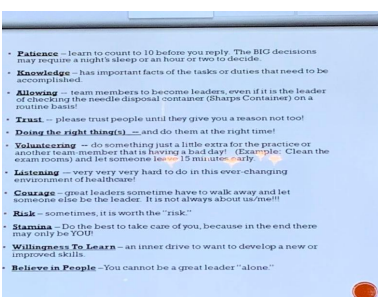 • Patience – learn to count to 10 before you reply. The BIG decisions
may require a night's sleep or an hour or two to decide.
• Knowledge – has important facts of the tasks or duties that need to be
accomplished.
• Allowing – team members to become leaders, even if it is the leader
of checking the needle disposal container (Sharps Container) on a
routine basis!
• Trust – please trust people until they give you a reason not too!
• Doing the right thing(s) – and do them at the right time!
• Volunteering – do something just a little extra for the practice or
another team-member that is having a bad day! (Example: Clean the
exam rooms) and let someone leave 15 minutes early.
• Listening – very very very hard to do in this ever-changing
environment of healthcare!
• Courage – great leaders sometime have to walk away and let
someone else be the leader. It is not always about us/me!!!
• Risk – sometimes, it is worth the "risk."
• Stamina – Do the best to take care of you, because in the end there
may only be YOU!
• Willingness To Learn – an inner drive to want to develop a new or
improved skills.
• Believe in People – You cannot be a great leader "alone."